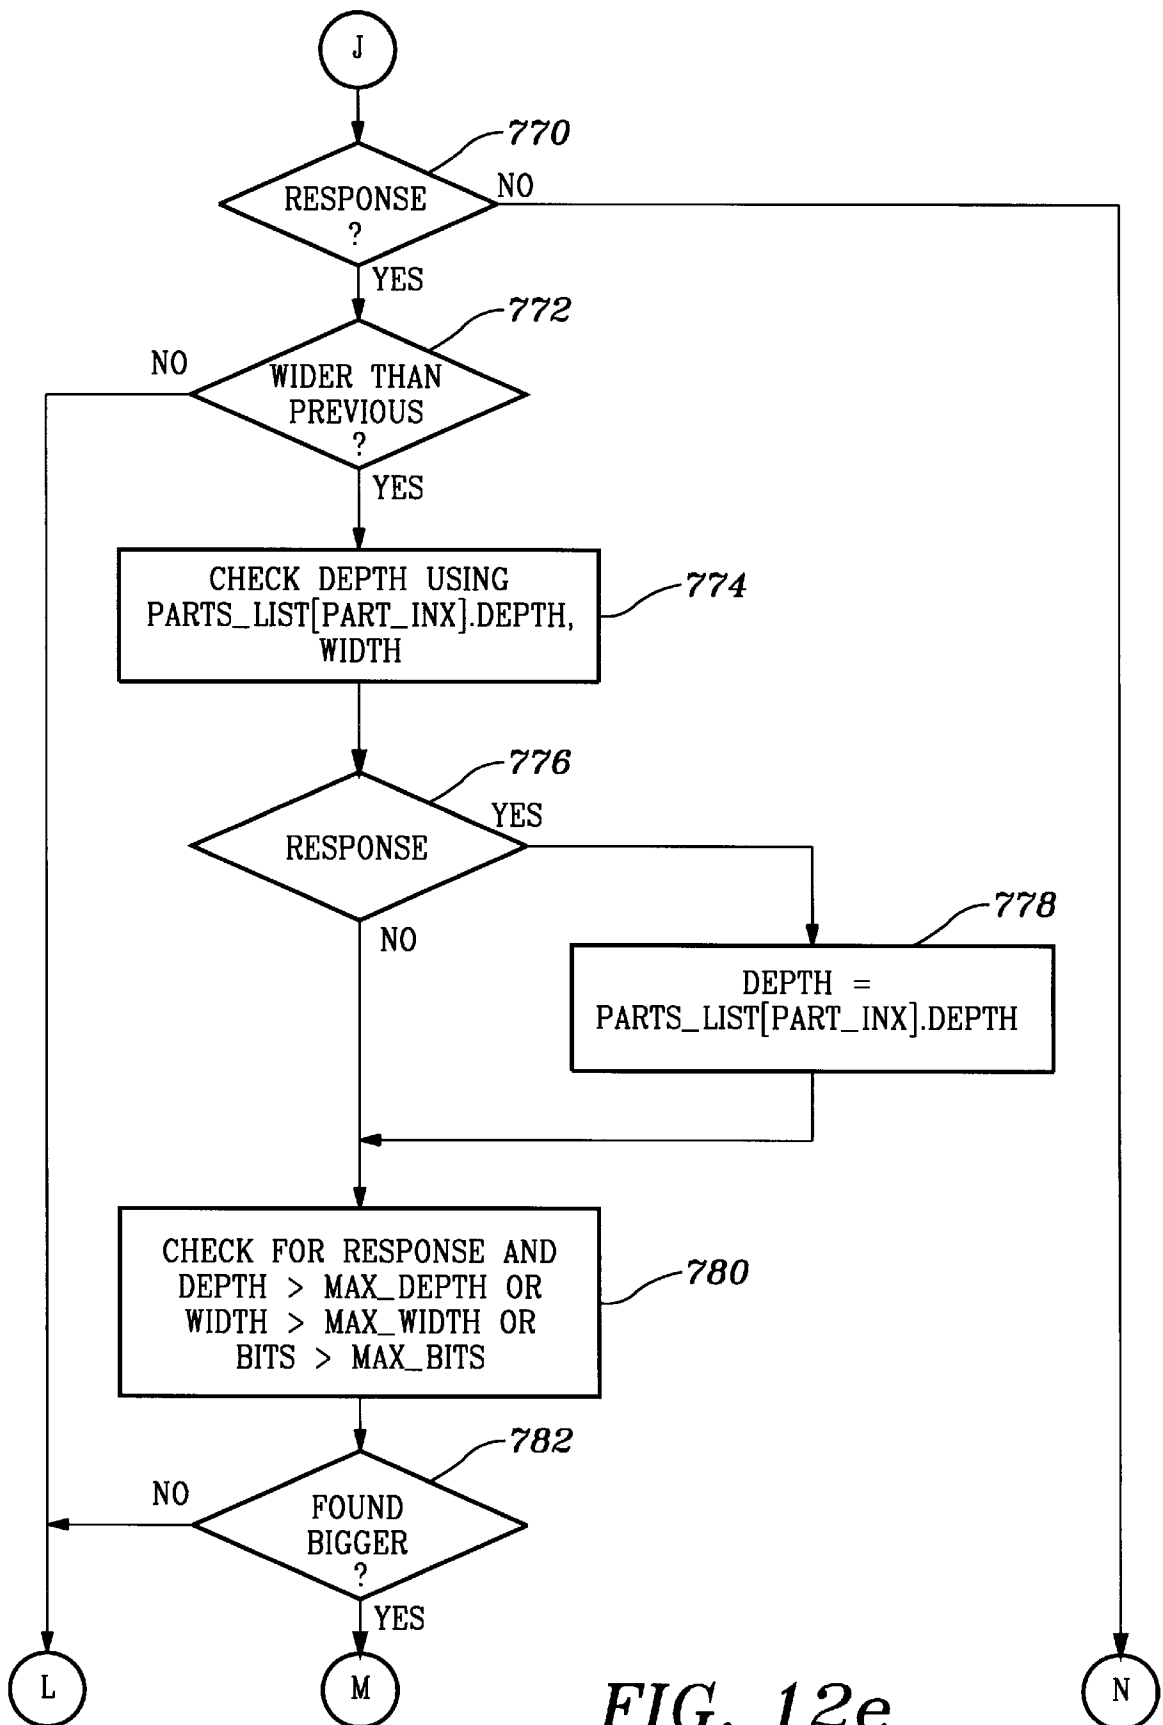 J
770
RESPONSE
?
NO
YES
772
NO
WIDER THAN
PREVIOUS
?
YES
CHECK DEPTH USING
PARTS_LIST[PART_INX].DEPTH,
WIDTH
774
776
YES
RESPONSE
NO
778
DEPTH =
PARTS_LIST[PART_INX].DEPTH
CHECK FOR RESPONSE AND
DEPTH > MAX_DEPTH OR
WIDTH > MAX_WIDTH OR
BITS > MAX_BITS
780
782
NO
FOUND
BIGGER
?
YES
L
M
N
FIG. 12e